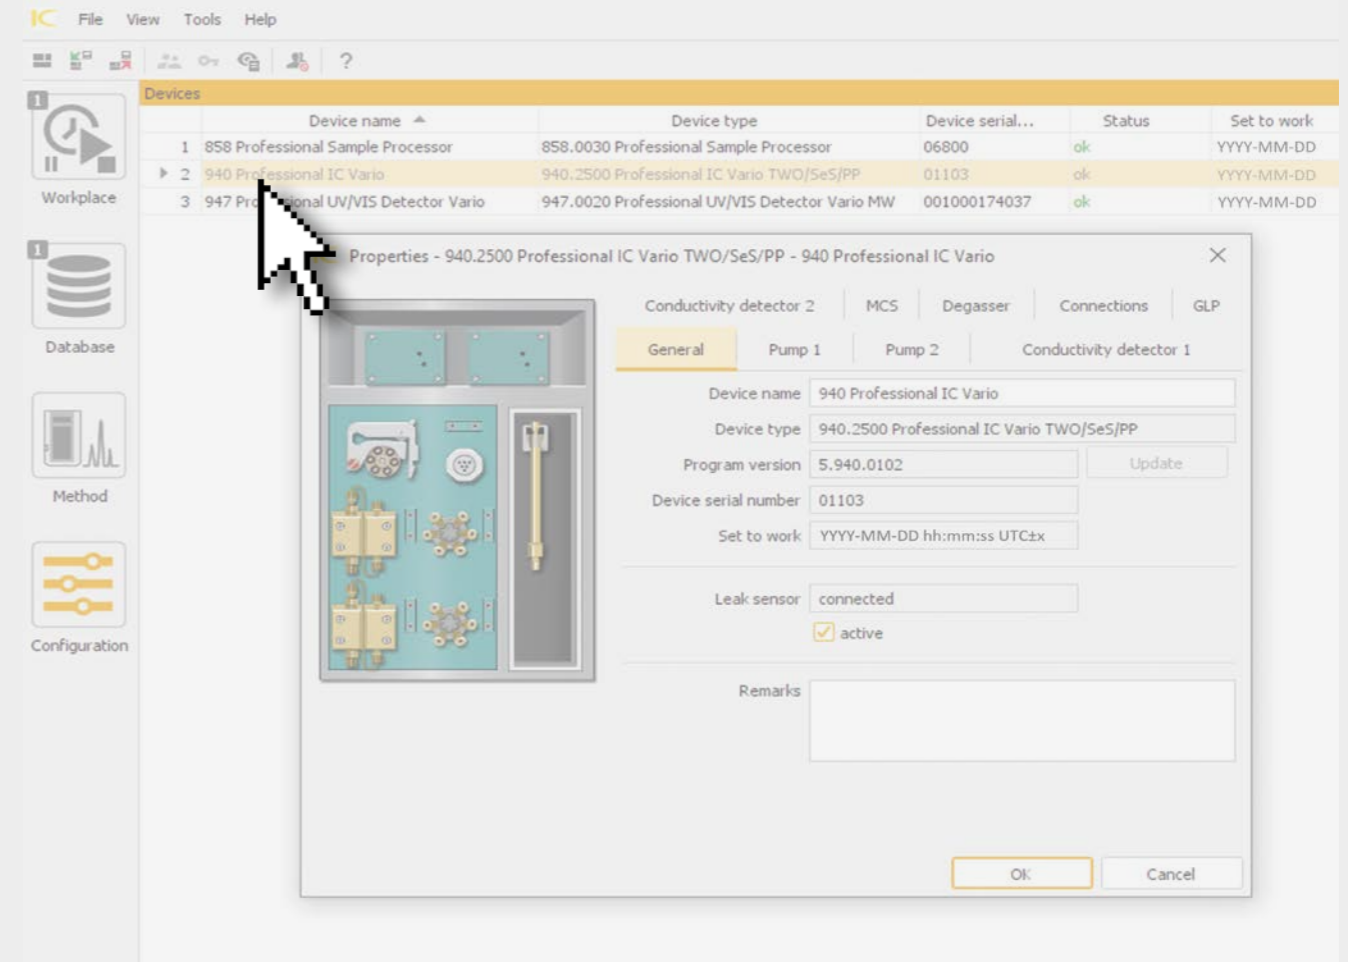 IC File View Tools Help
?
Devices
Device name Device type Device serial... Status Set to work
1 858 Professional Sample Processor 858.0030 Professional Sample Processor 06800 ok YYYY-MM-DD
2 940 Professional IC Vario 940.2500 Professional IC Vario TWO/SeS/PP 01103 ok YYYY-MM-DD
3 947 Professional UV/VIS Detector Vario 947.0020 Professional UV/VIS Detector Vario MW 001000174037 ok YYYY-MM-DD
1
Workplace
1
Database
Method
Configuration
Properties - 940.2500 Professional IC Vario TWO/SeS/PP - 940 Professional IC Vario
Conductivity detector 2 MCS Degasser Connections GLP
General Pump 1 Pump 2 Conductivity detector 1
Device name 940 Professional IC Vario
Device type 940.2500 Professional IC Vario TWO/SeS/PP
Program version 5.940.0102 Update
Device serial number 01103
Set to work YYYY-MM-DD hh:mm:ss UTC±x
Leak sensor connected
active
Remarks
OK Cancel